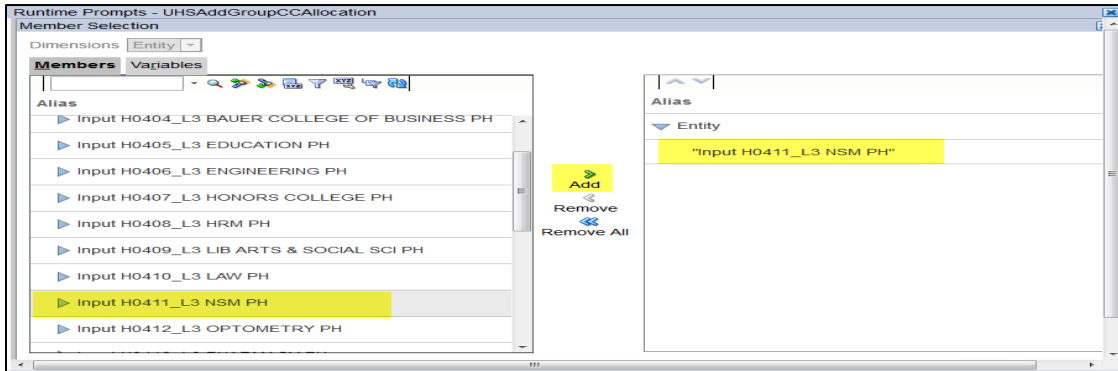 Runtime Prompts - UHSAddGroupCCAllocation
Member Selection
Dimensions Entity
Members Variables
Alias
Input H0404_L3 BAUER COLLEGE OF BUSINESS PH
Input H0405_L3 EDUCATION PH
Input H0406_L3 ENGINEERING PH
Input H0407_L3 HONORS COLLEGE PH
Input H0408_L3 HRM PH
Input H0409_L3 LIB ARTS & SOCIAL SCI PH
Input H0410_L3 LAW PH
Input H0411_L3 NSM PH
Input H0412_L3 OPTOMETRY PH
Add
Remove
Remove All
Alias
Entity
"Input H0411_L3 NSM PH"